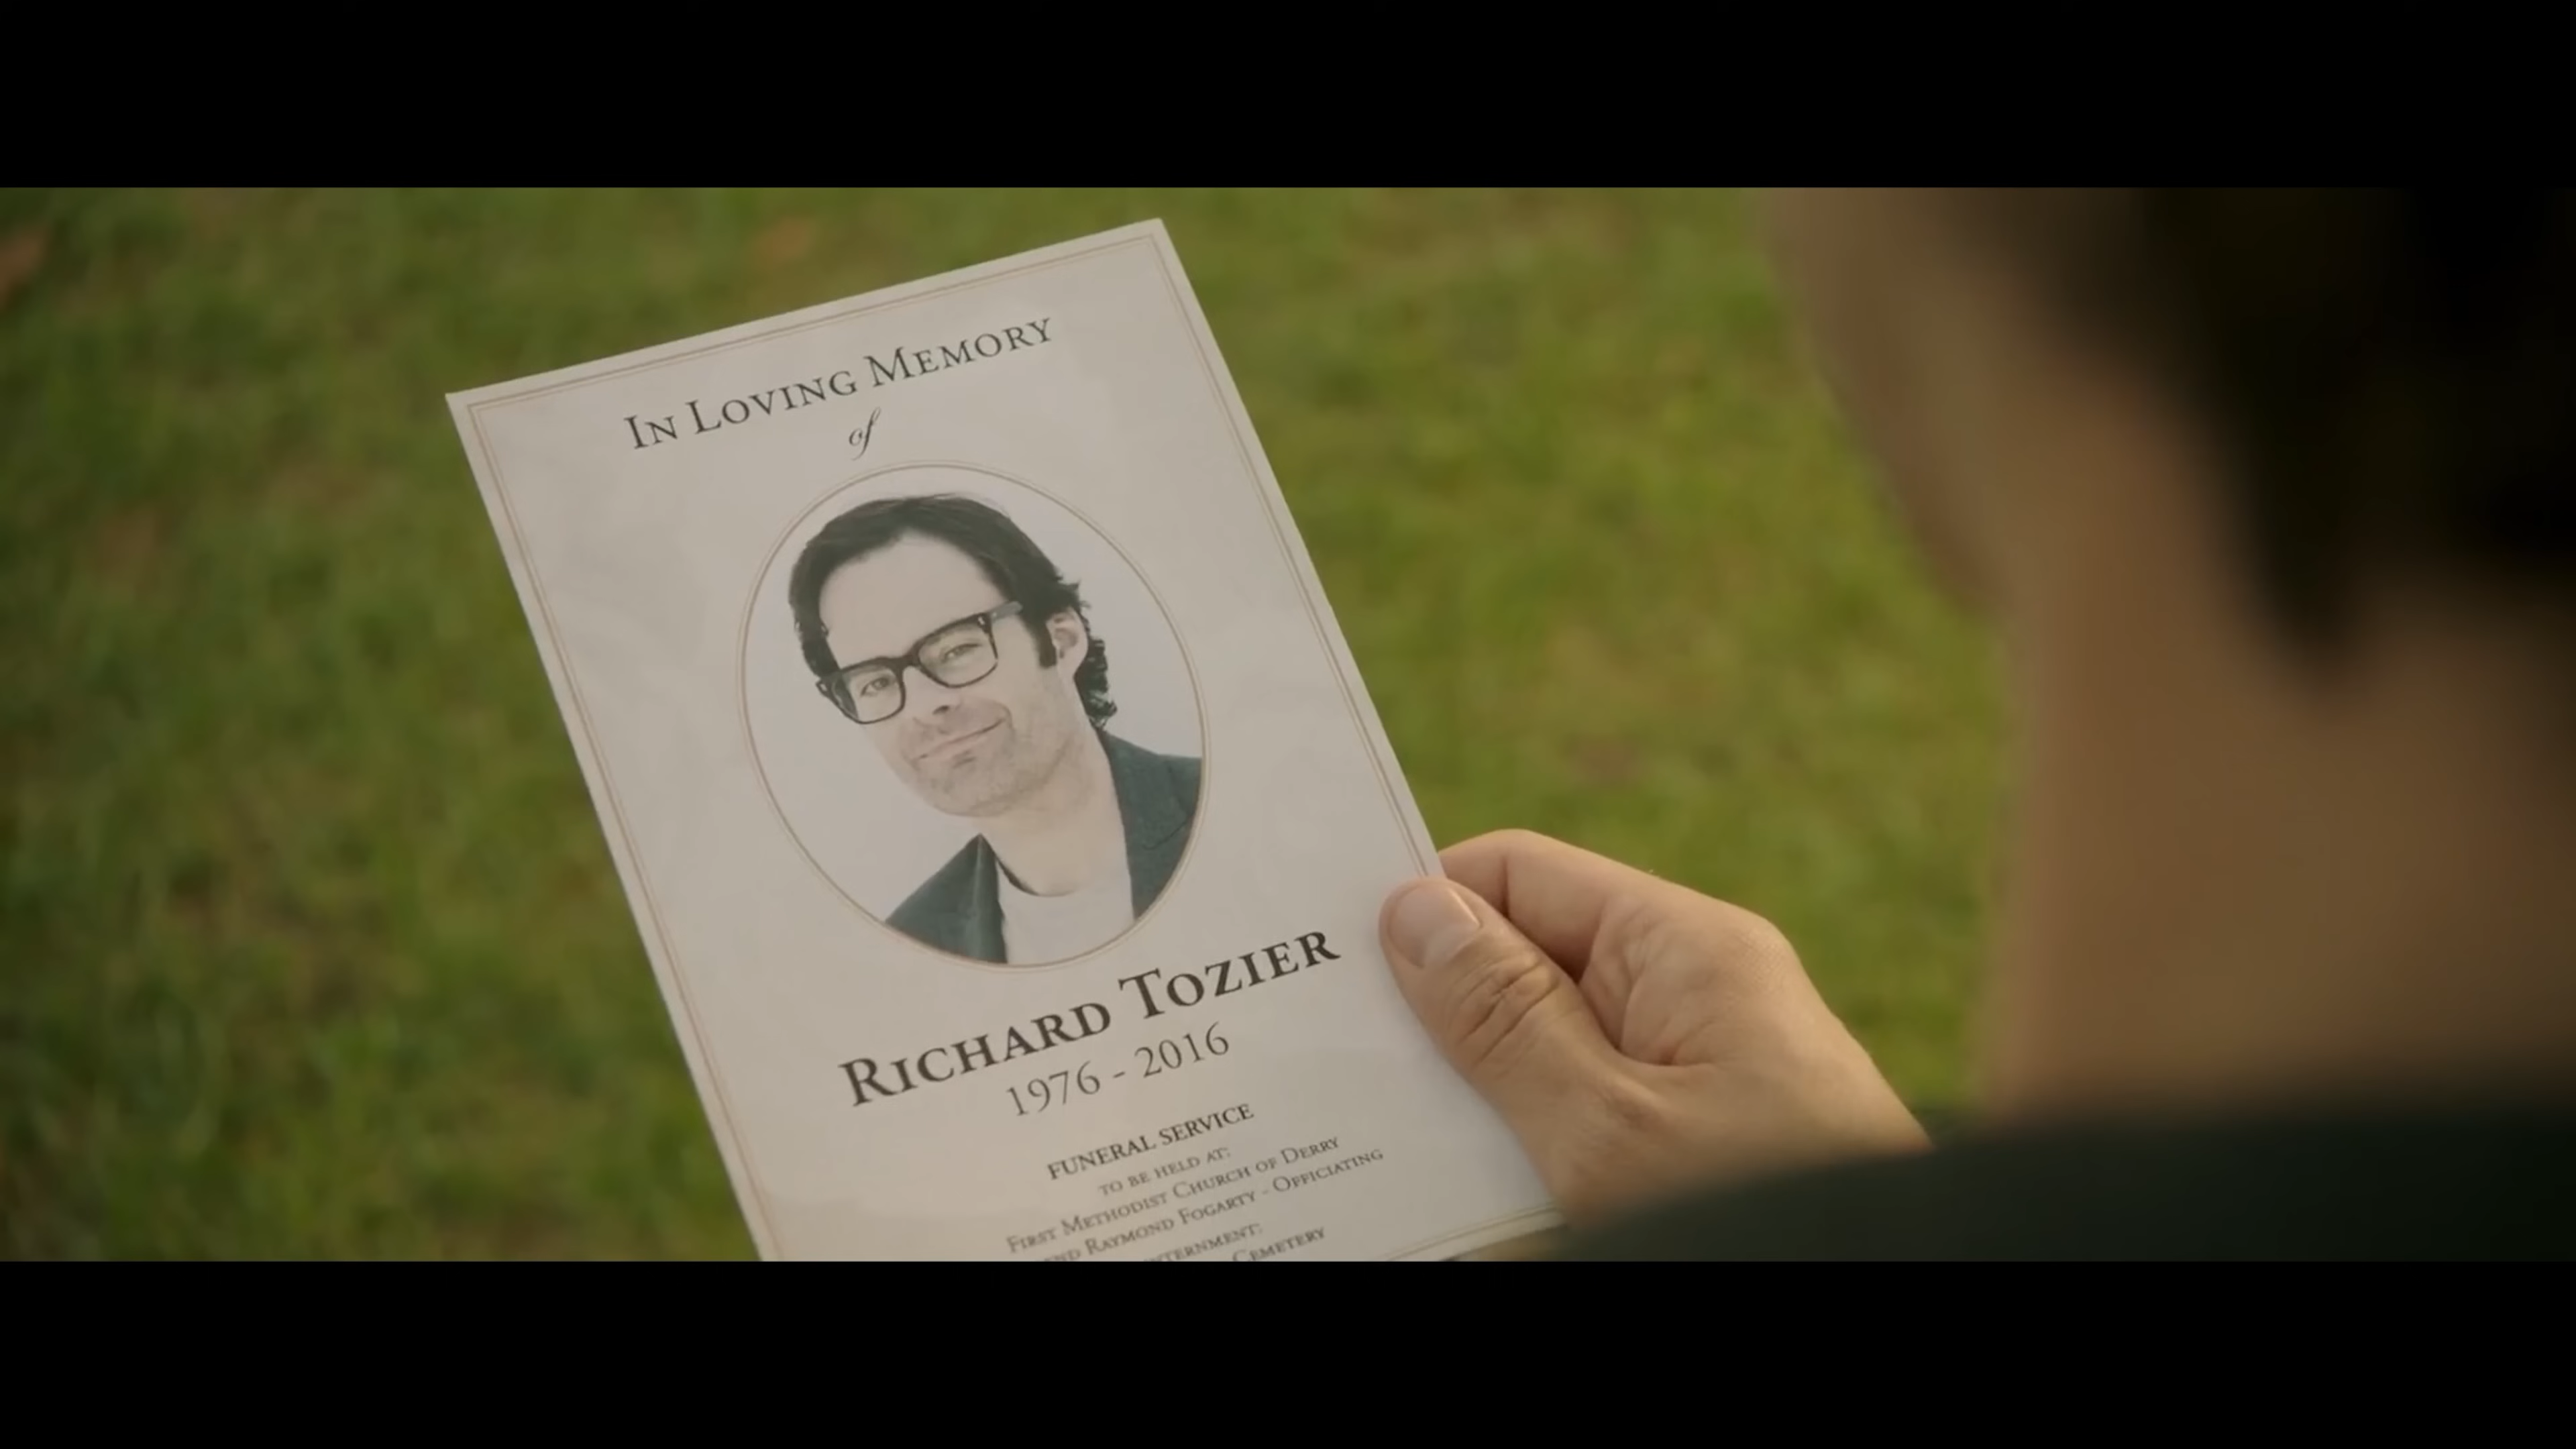 IN LOVING MEMORY
of
RICHARD TOZIER
1976 - 2016
FUNERAL SERVICE
TO BE HELD AT:
FIRST METHODIST CHURCH OF DERRY
RAYMOND FOGARTY - OFFICIATING
CEMETERY